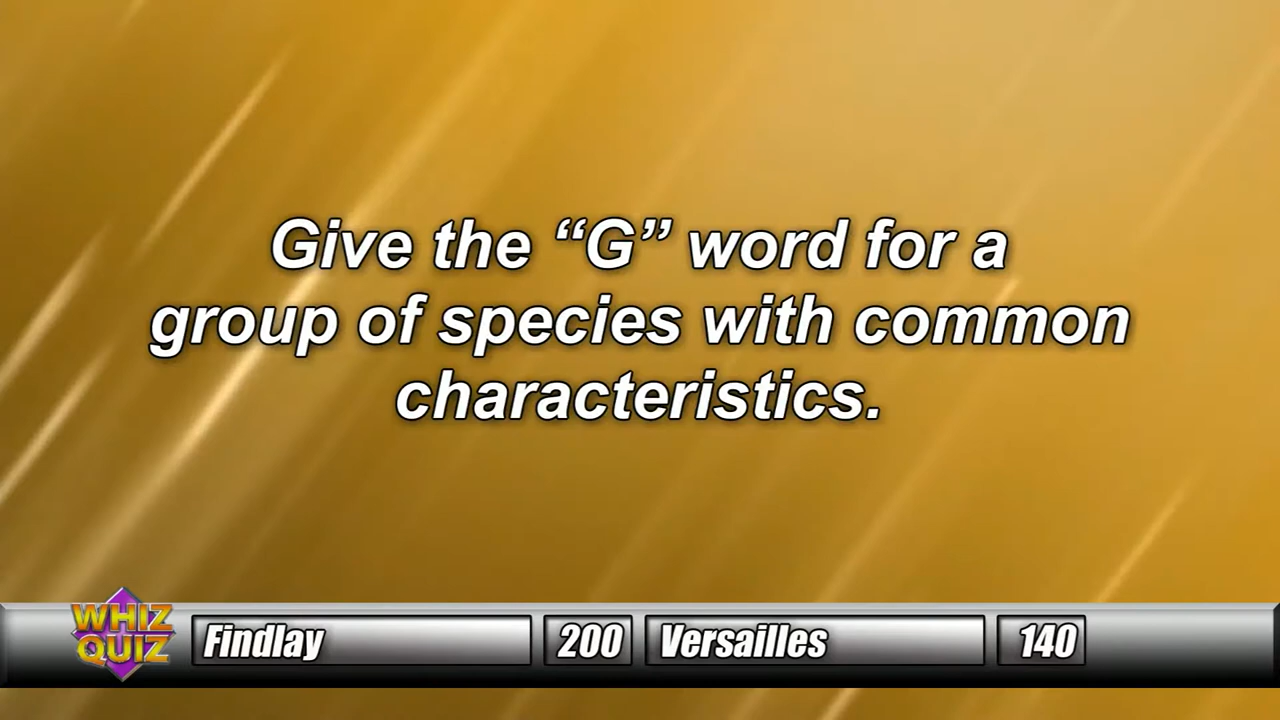 Give the “G” word for a
group of species with common
characteristics.
WHIZ
QUIZ
Findlay 200 Versailles 140